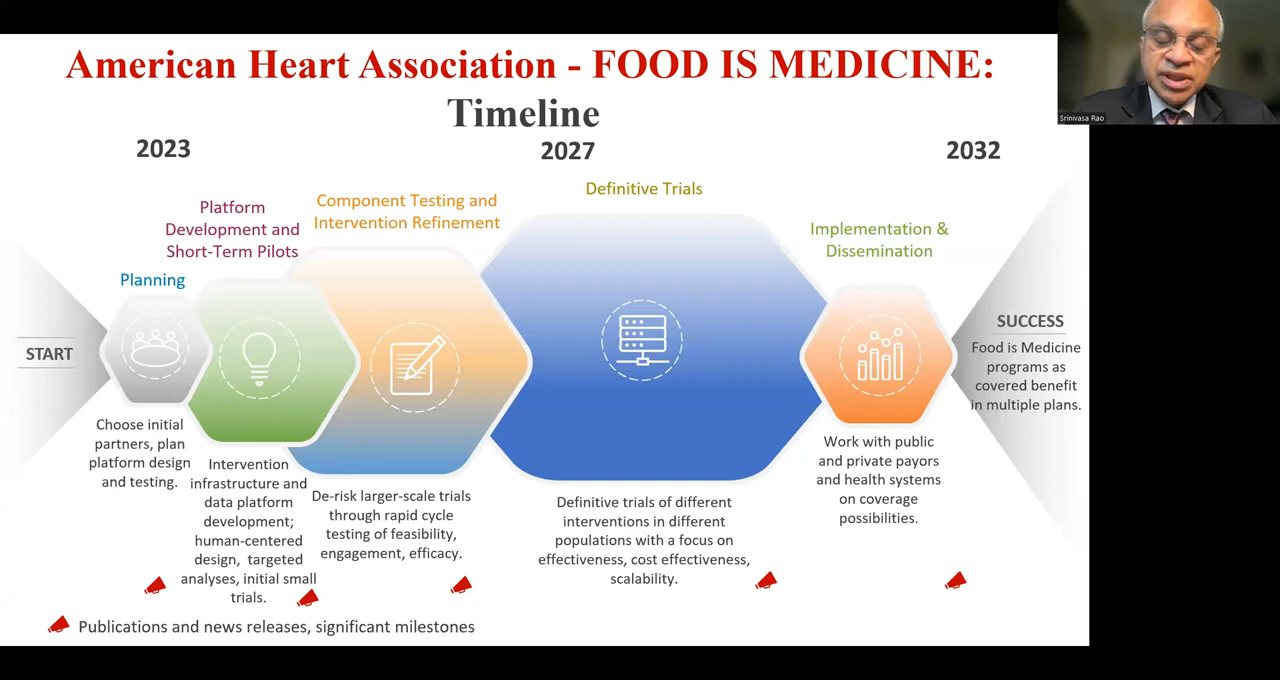 American Heart Association - FOOD IS MEDICINE:
Timeline
Srinivasa Rao
2023
2027
2032
START
Planning
Choose initial
partners, plan
platform design
and testing.
Platform
Development and
Short-Term Pilots
Intervention
infrastructure and
data platform
development;
human-centered
design, targeted
analyses, initial small
trials.
Component Testing and
Intervention Refinement
De-risk larger-scale trials
through rapid cycle
testing of feasibility,
engagement, efficacy.
Definitive Trials
Definitive trials of different
interventions in different
populations with a focus on
effectiveness, cost effectiveness,
scalability.
Implementation &
Dissemination
Work with public
and private payors
and health systems
on coverage
possibilities.
SUCCESS
Food is Medicine
programs as
covered benefit
in multiple plans.
Publications and news releases, significant milestones